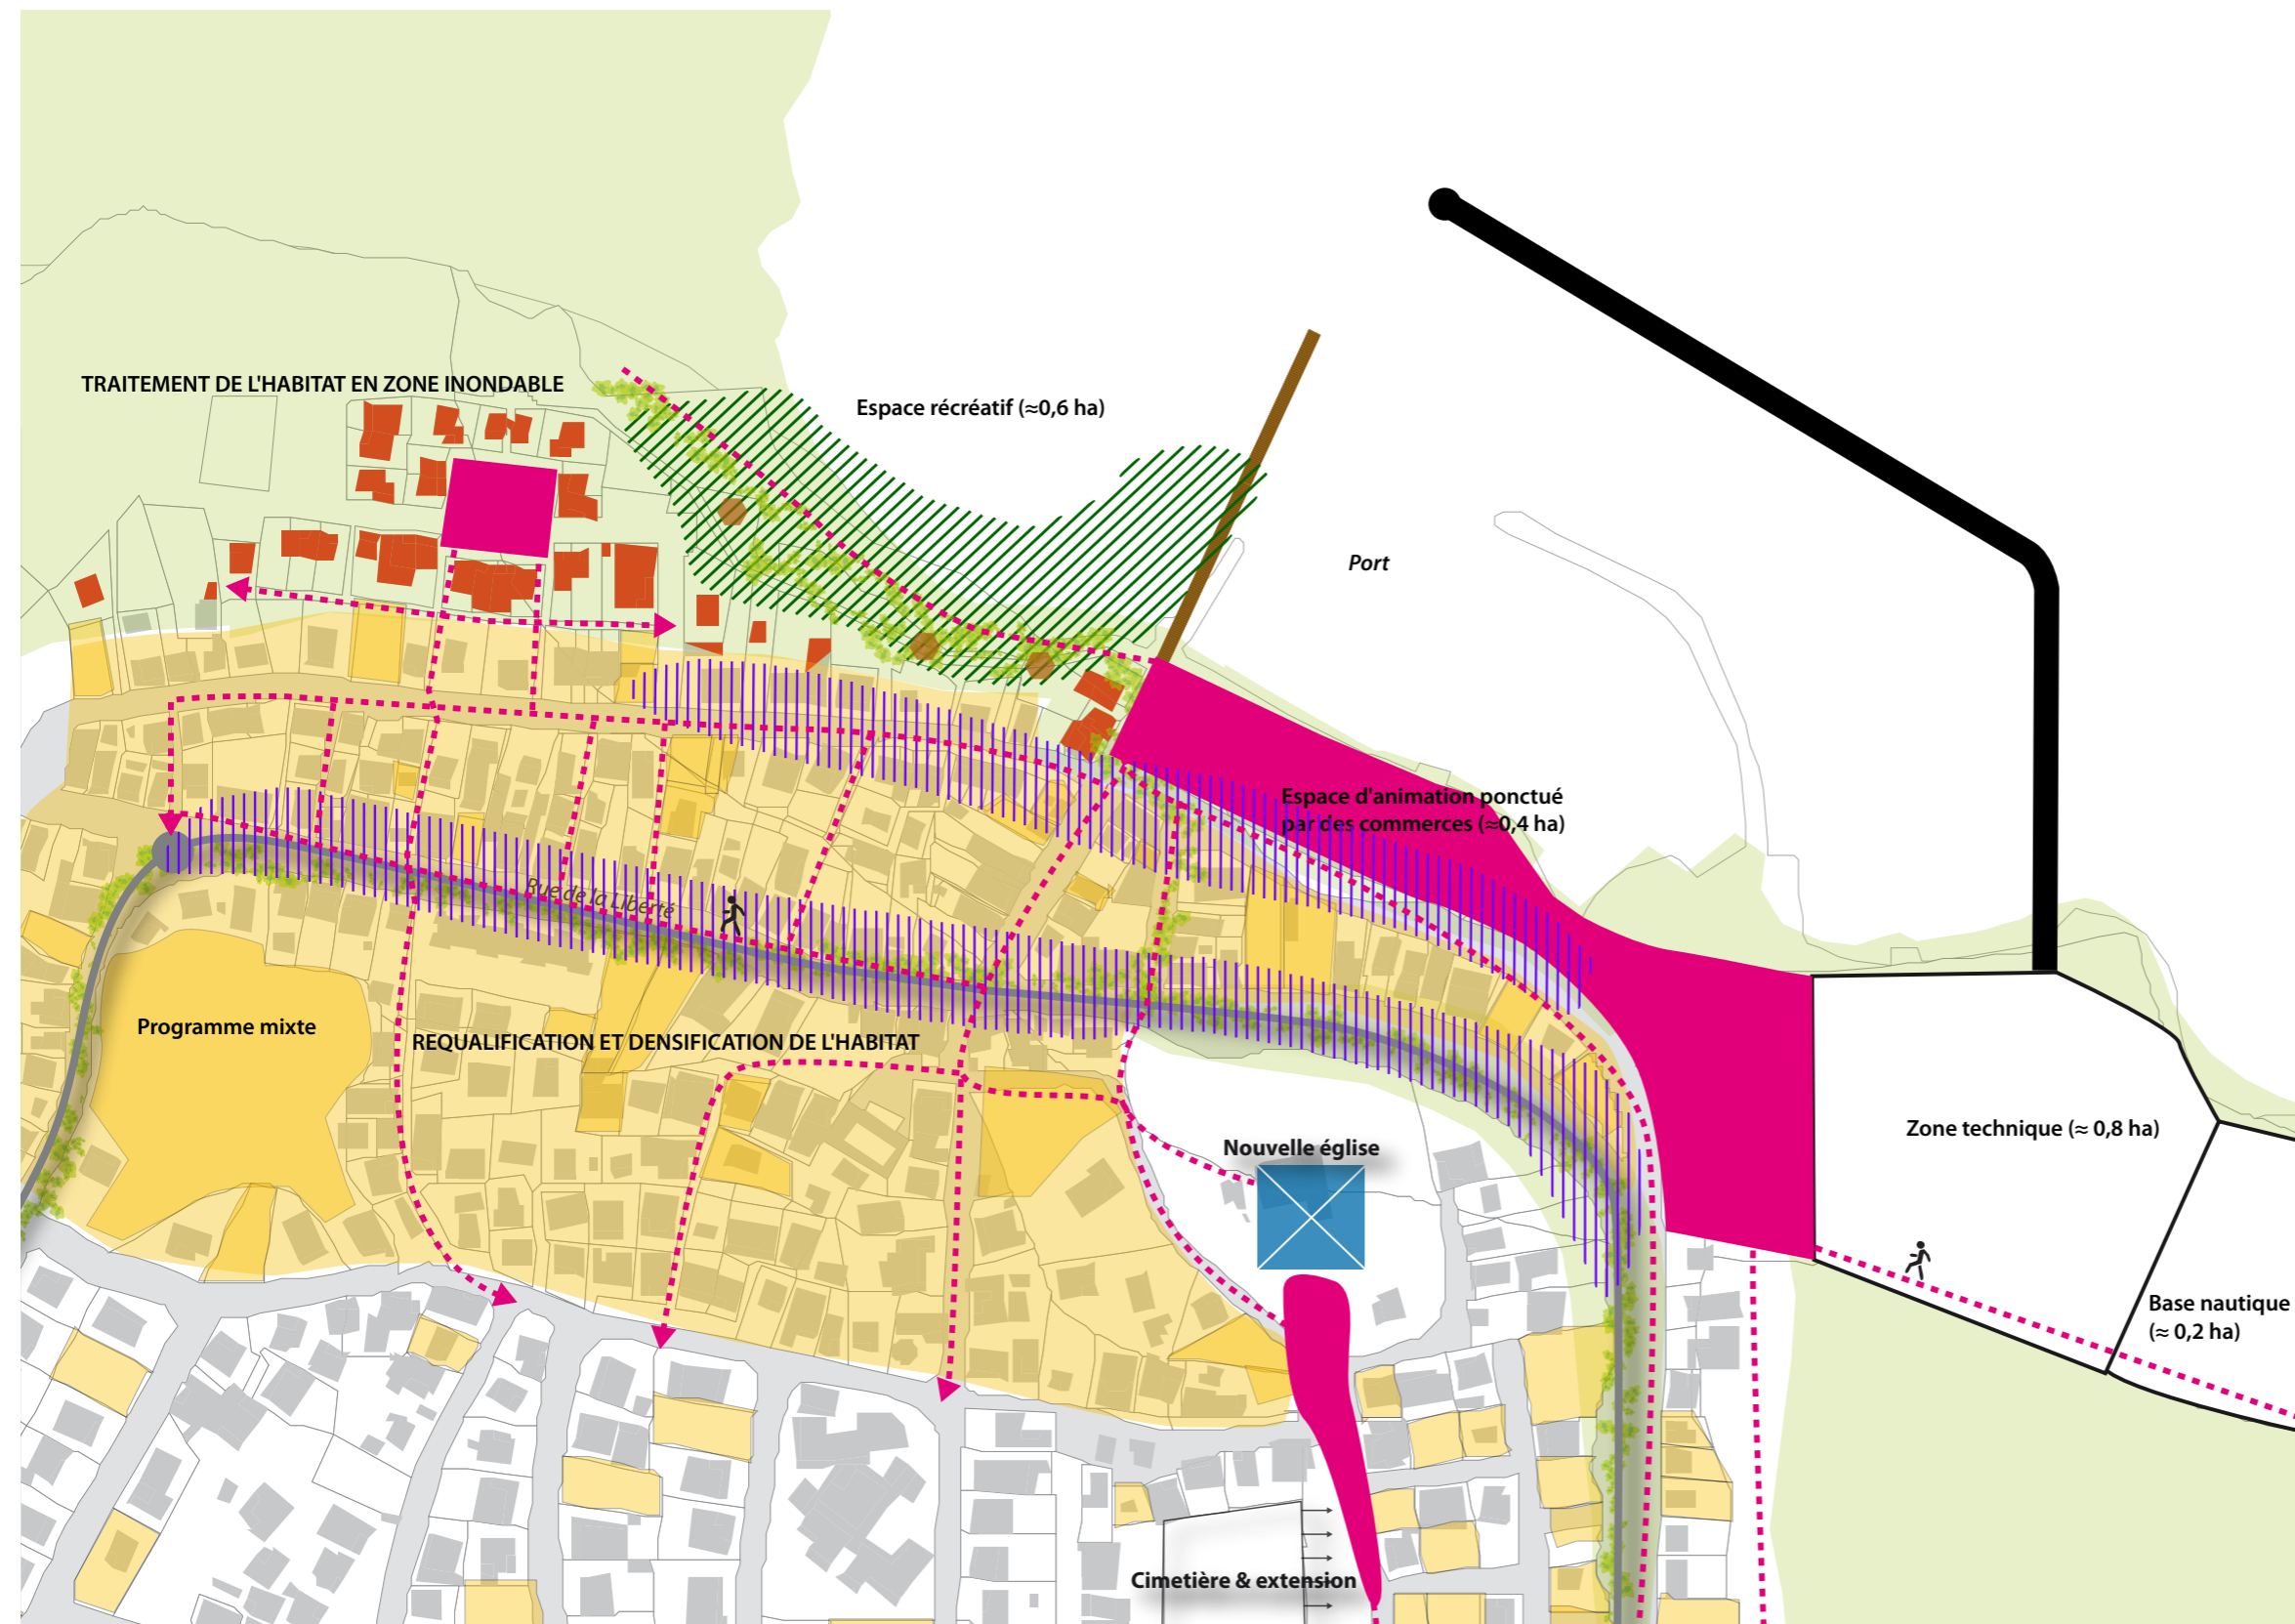 TRAITEMENT DE L'HABITAT EN ZONE INONDABLE
Espace récréatif (≈0,6 ha)
Port
Espace d'animation ponctué
par des commerces (≈0,4 ha)
Rue de la Liberté
Programme mixte
REQUALIFICATION ET DENSIFICATION DE L'HABITAT
Zone technique (≈ 0,8 ha)
Nouvelle église
Base nautique
(≈ 0,2 ha)
Cimetière & extension